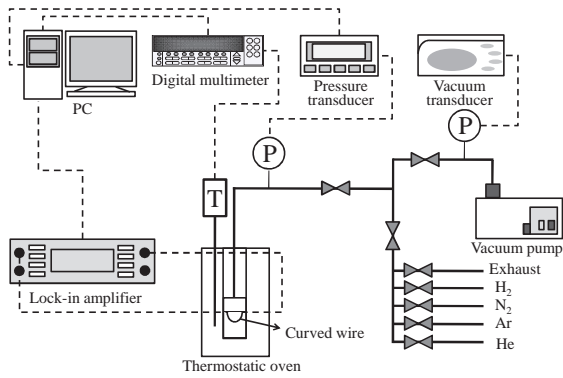 Digital multimeter
Pressure
transducer
Vacuum
transducer
PC
P
P
T
Vacuum pump
Exhaust
H2
N2
Ar
He
Lock-in amplifier
Curved wire
Thermostatic oven